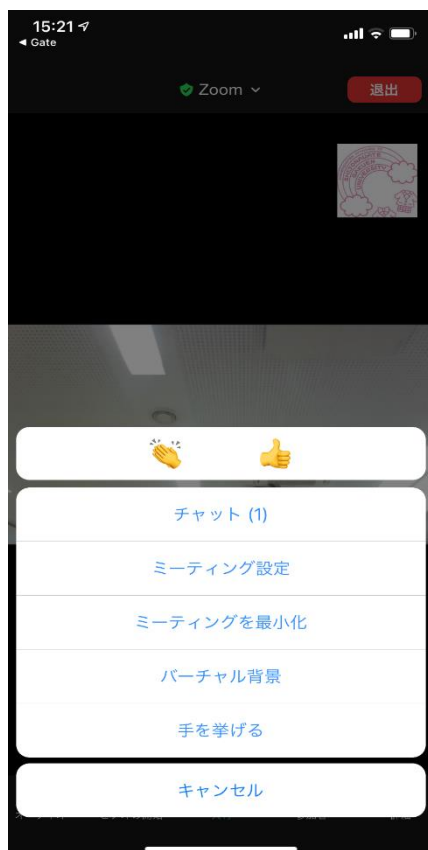 15:21
◀ Gate
Zoom
退出
チャット (1)
ミーティング設定
ミーティングを最小化
バーチャル背景
手を挙げる
キャンセル